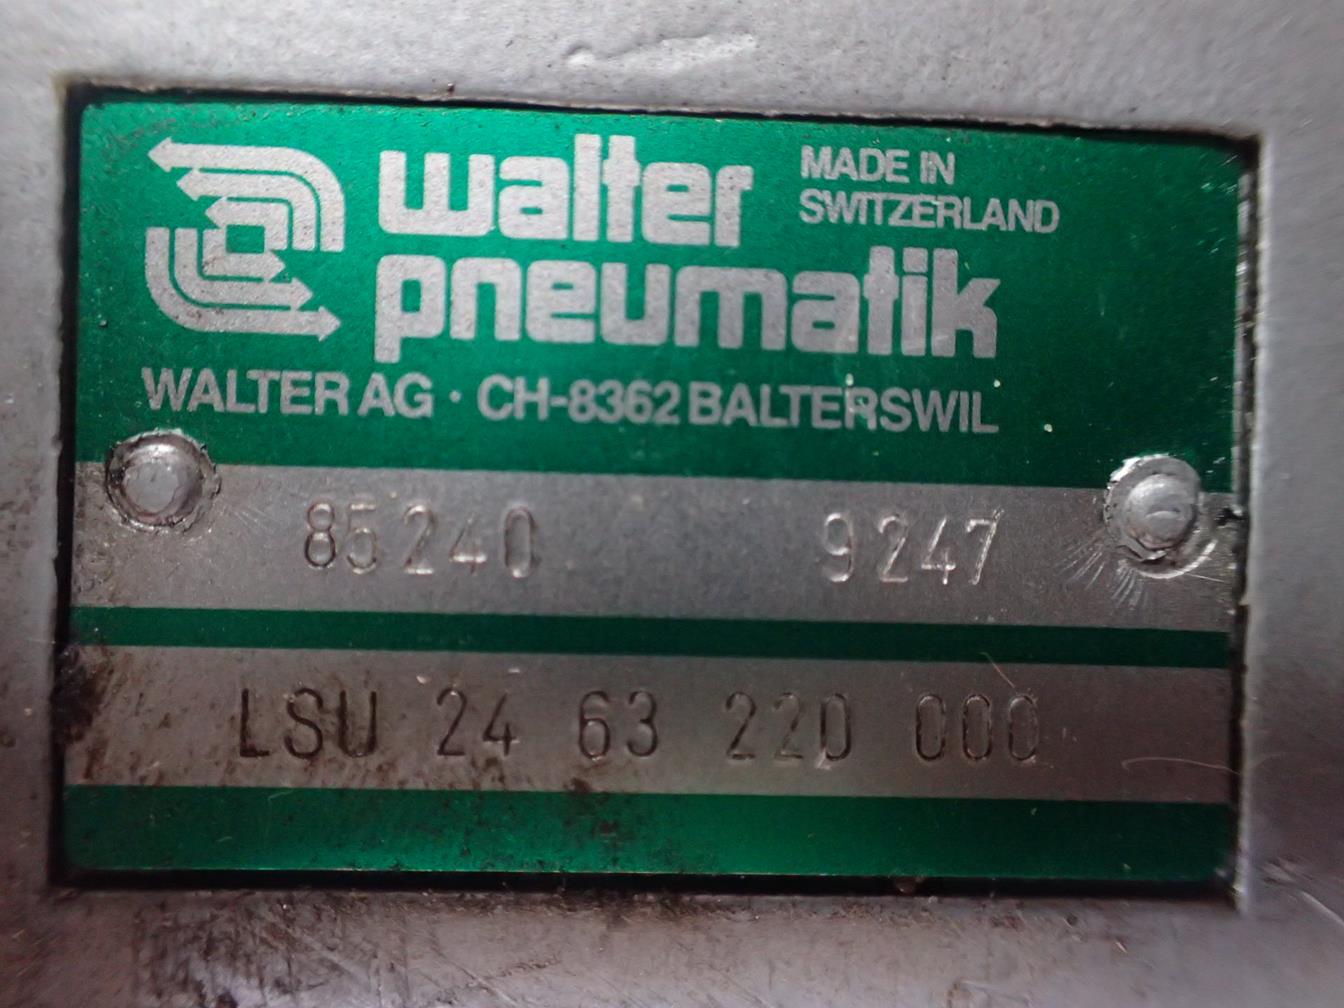 walter
pneumatik
MADE IN
SWITZERLAND
WALTER AG · CH-8362 BALTERSWIL
85240 9247
LSU 24 63 220 000